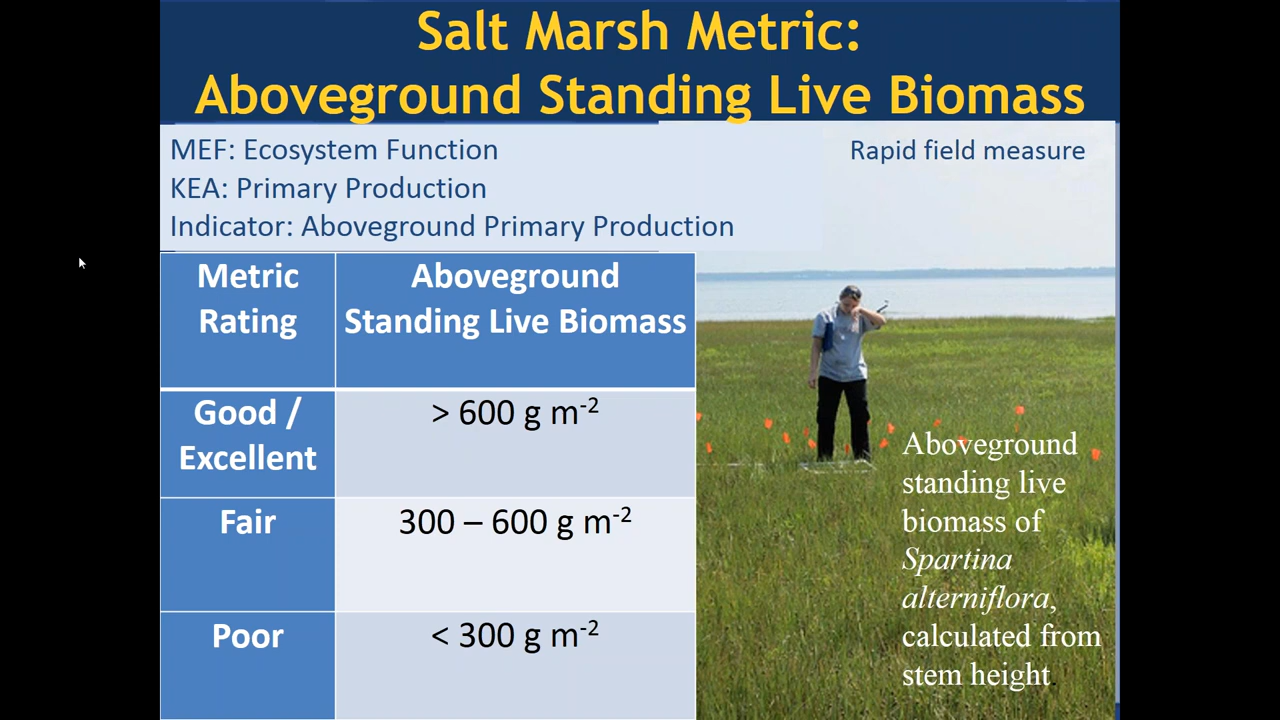 Salt Marsh Metric:
Aboveground Standing Live Biomass
MEF: Ecosystem Function
KEA: Primary Production
Indicator: Aboveground Primary Production
Rapid field measure
Metric
Rating
Aboveground
Standing Live Biomass
Good /
Excellent
> 600 g m⁻²
Fair
300 – 600 g m⁻²
Poor
< 300 g m⁻²
Aboveground
standing live
biomass of
Spartina
alterniflora,
calculated from
stem height.